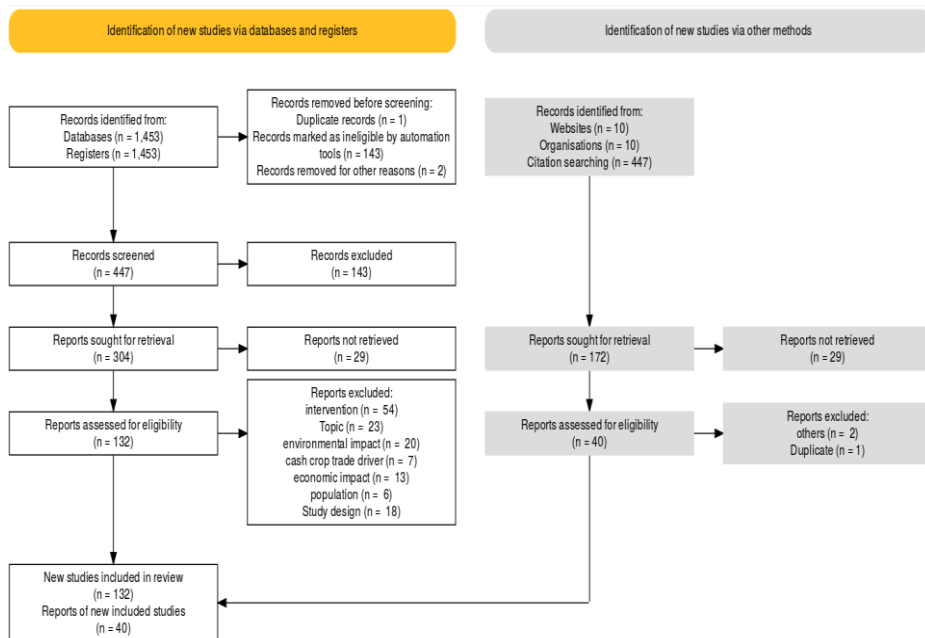 Identification of new studies via databases and registers
Identification of new studies via other methods
Records identified from:
Databases (n = 1,453)
Registers (n = 1,453)
Records removed before screening:
Duplicate records (n = 1)
Records marked as ineligible by automation
tools (n = 143)
Records removed for other reasons (n = 2)
Records identified from:
Websites (n = 10)
Organisations (n = 10)
Citation searching (n = 447)
Records screened
(n = 447)
Records excluded
(n = 143)
Reports sought for retrieval
(n = 304)
Reports not retrieved
(n = 29)
Reports sought for retrieval
(n = 172)
Reports not retrieved
(n = 29)
Reports assessed for eligibility
(n = 132)
Reports excluded:
intervention (n = 54)
Topic (n = 23)
environmental impact (n = 20)
cash crop trade driver (n = 7)
economic impact (n = 13)
population (n = 6)
Study design (n = 18)
Reports assessed for eligibility
(n = 40)
Reports excluded:
others (n = 2)
Duplicate (n = 1)
New studies included in review
(n = 132)
Reports of new included studies
(n = 40)